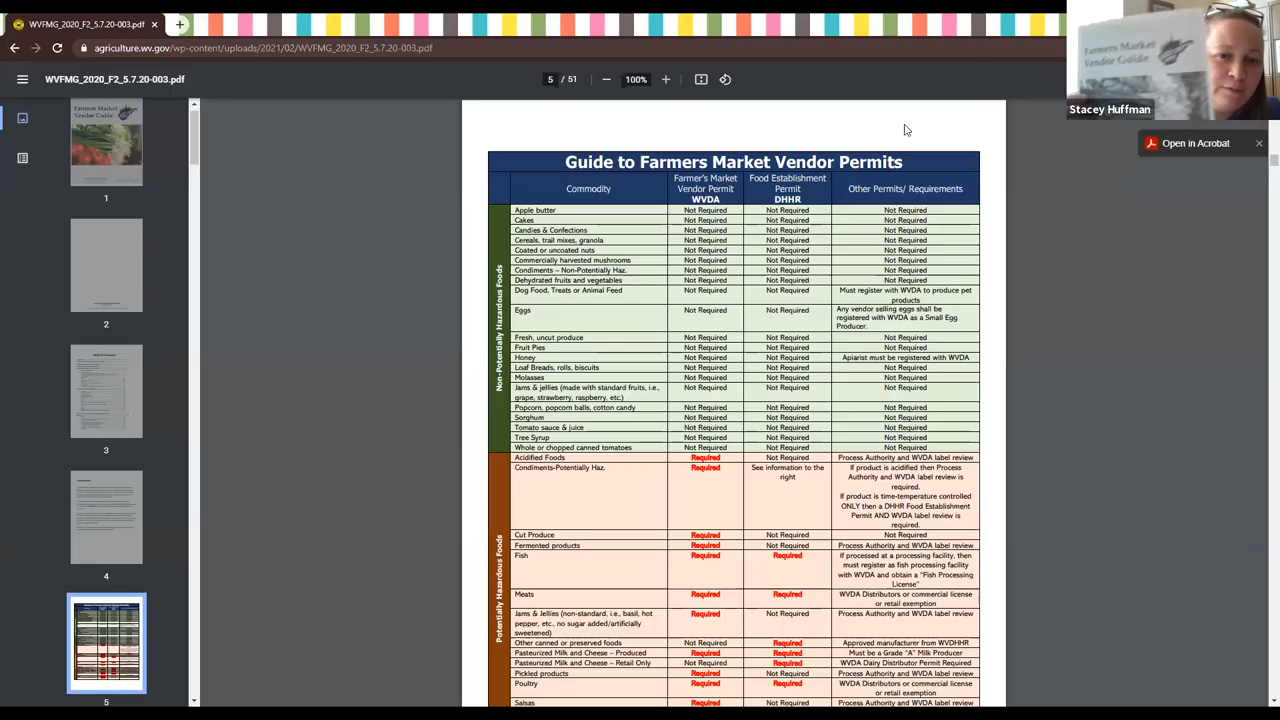 WVFMG_2020_F2_5.7.20-003.pdf
agriculture.wv.gov/wp-content/uploads/2021/02/WVFMG_2020_F2_5.7.20-003.pdf
WVFMG_2020_F2_5.7.20-003.pdf
5 / 51
100%
Farmers Market
Vendor Guide
Stacey Huffman
Open in Acrobat
Farmers Market
Vendor Guide
1
2
3
4
5
Guide to Farmers Market Vendor Permits
Commodity
Farmer's Market
Vendor Permit
WVDA
Food Establishment
Permit
DHHR
Other Permits/ Requirements
Non-Potentially Hazardous Foods
Apple butter Not Required Not Required Not Required
Cakes Not Required Not Required Not Required
Candies & Confections Not Required Not Required Not Required
Cereals, trail mixes, granola Not Required Not Required Not Required
Coated or uncoated nuts Not Required Not Required Not Required
Commercially harvested mushrooms Not Required Not Required Not Required
Condiments – Non-Potentially Haz. Not Required Not Required Not Required
Dehydrated fruits and vegetables Not Required Not Required Not Required
Dog Food, Treats or Animal Feed Not Required Not Required Must register with WVDA to produce pet
products
Eggs Not Required Not Required Any vendor selling eggs shall be
registered with WVDA as a Small Egg
Producer.
Fresh, uncut produce Not Required Not Required Not Required
Fruit Pies Not Required Not Required Not Required
Honey Not Required Not Required Apiarist must be registered with WVDA
Loaf Breads, rolls, biscuits Not Required Not Required Not Required
Molasses Not Required Not Required Not Required
Jams & jellies (made with standard fruits, i.e., Not Required Not Required Not Required
grape, strawberry, raspberry, etc.)
Popcorn, popcorn balls, cotton candy Not Required Not Required Not Required
Sorghum Not Required Not Required Not Required
Tomato sauce & juice Not Required Not Required Not Required
Tree Syrup Not Required Not Required Not Required
Whole or chopped canned tomatoes Not Required Not Required Not Required
Potentially Hazardous Foods
Acidified Foods Required Not Required Process Authority and WVDA label review
Condiments-Potentially Haz. Required See information to the If product is acidified then Process
right Authority and WVDA label review is
required.
If product is time-temperature controlled
ONLY then a DHHR Food Establishment
Permit AND WVDA label review is
required.
Cut Produce Required Not Required Not Required
Fermented products Required Not Required Process Authority and WVDA label review
Fish Required Required If processed at a processing facility, then
must register as fish processing facility
with WVDA and obtain a “Fish Processing
License”
Meats Required Required WVDA Distributors or commercial license
or retail exemption
Jams & Jellies (non-standard, i.e., basil, hot Required Not Required Process Authority and WVDA label review
pepper, etc., no sugar added/artificially
sweetened)
Other canned or preserved foods Not Required Required Approved manufacturer from WVDHHR
Pasteurized Milk and Cheese – Produced Required Required Must be a Grade “A” Milk Producer
Pasteurized Milk and Cheese – Retail Only Not Required Required WVDA Dairy Distributor Permit Required
Pickled products Required Not Required Process Authority and WVDA label review
Poultry Required Required WVDA Distributors or commercial license
or retail exemption
Salsas Required Not Required Process Authority and WVDA label review